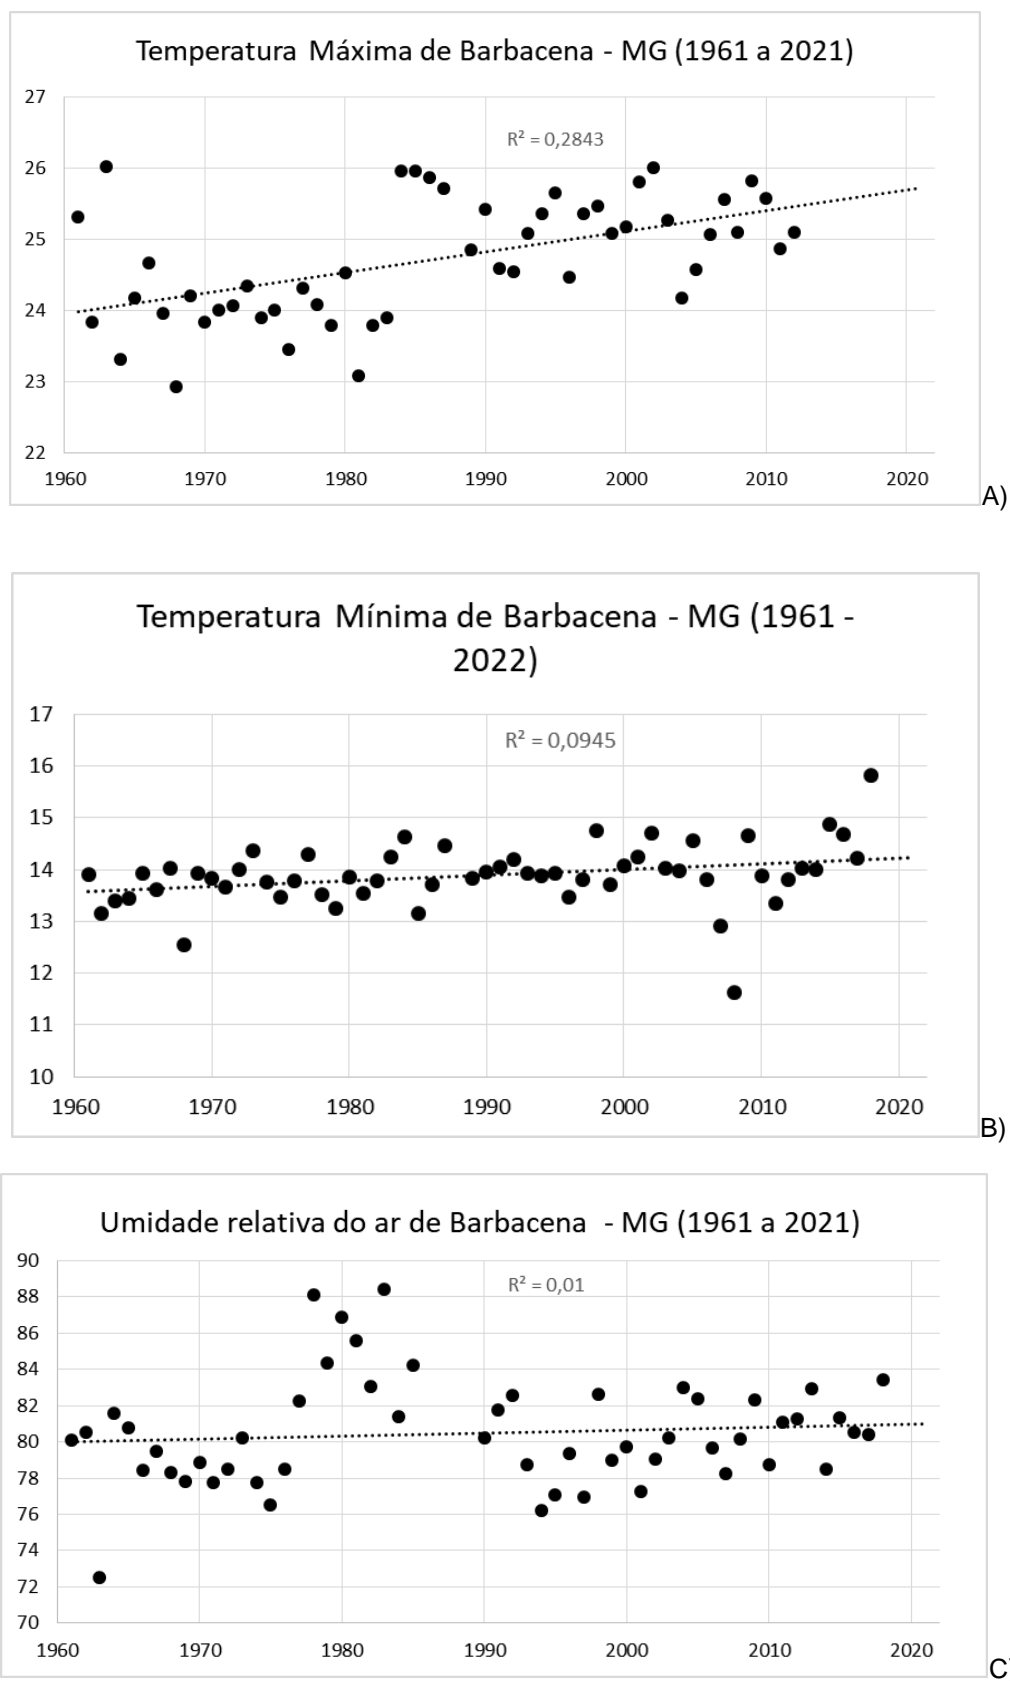 Temperatura Máxima de Barbacena - MG (1961 a 2021)
27
R² = 0,2843
26
25
24
23
22
1960 1970 1980 1990 2000 2010 2020
A)
Temperatura Mínima de Barbacena - MG (1961 -
2022)
17
R² = 0,0945
16
15
14
13
12
11
10
1960 1970 1980 1990 2000 2010 2020
B)
Umidade relativa do ar de Barbacena - MG (1961 a 2021)
90
R² = 0,01
88
86
84
82
80
78
76
74
72
70
1960 1970 1980 1990 2000 2010 2020
C)